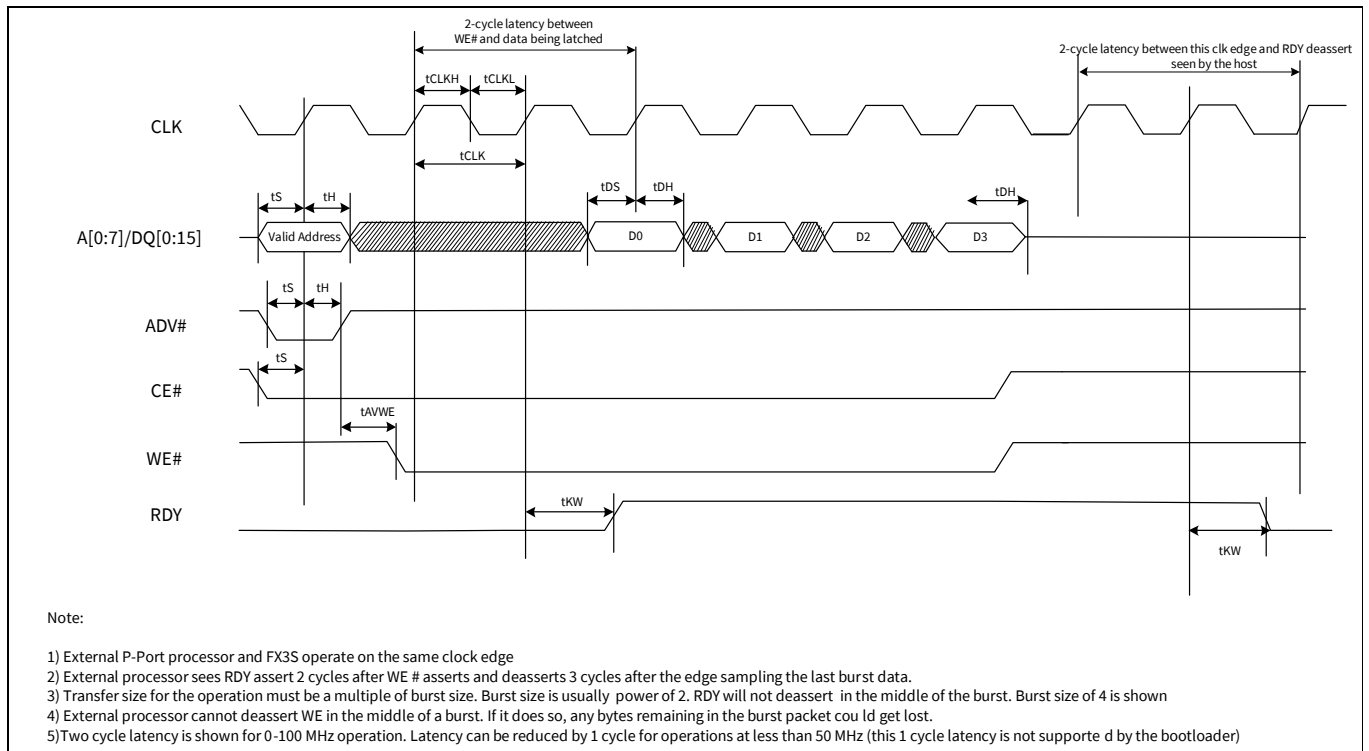 2-cycle latency between
WE# and data being latched
2-cycle latency between this clk edge and RDY deassert
seen by the host
tCLKH
tCLKL
CLK
tCLK
tS
tH
tDS
tDH
tDH
A[0:7]/DQ[0:15]
Valid Address
D0
D1
D2
D3
tS
tH
ADV#
tS
CE#
tAVWE
WE#
tKW
RDY
tKW
Note:
1) External P-Port processor and FX3S operate on the same clock edge
2) External processor sees RDY assert 2 cycles after WE # asserts and deasserts 3 cycles after the edge sampling the last burst data.
3) Transfer size for the operation must be a multiple of burst size. Burst size is usually power of 2. RDY will not deassert in the middle of the burst. Burst size of 4 is shown
4) External processor cannot deassert WE in the middle of a burst. If it does so, any bytes remaining in the burst packet cou ld get lost.
5)Two cycle latency is shown for 0-100 MHz operation. Latency can be reduced by 1 cycle for operations at less than 50 MHz (this 1 cycle latency is not supporte d by the bootloader)